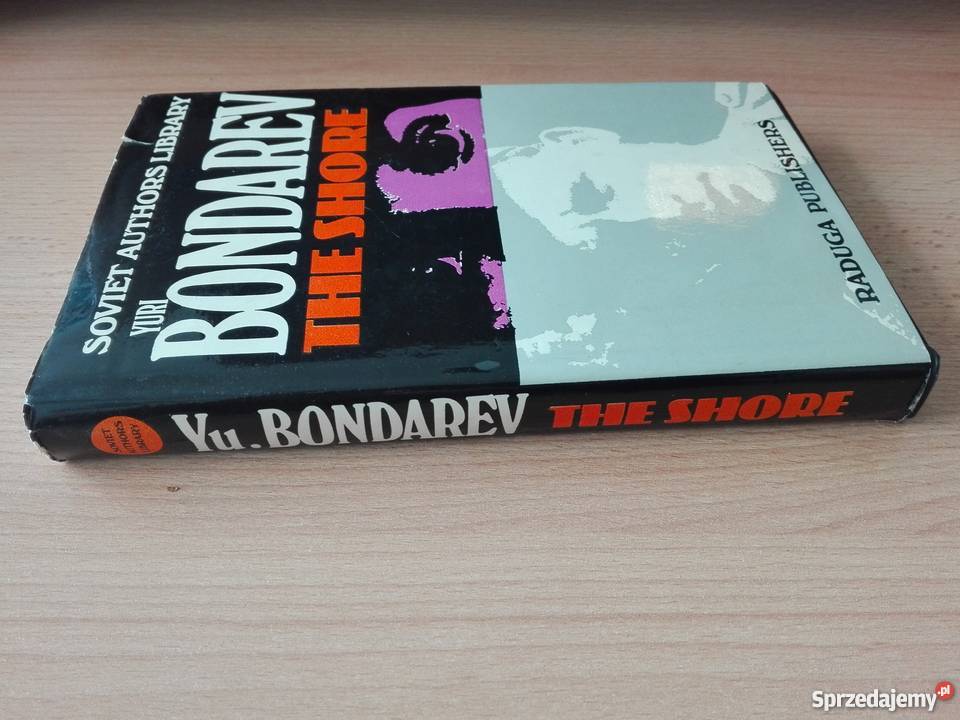 SOVIET AUTHORS LIBRARY
YURI
BONDAREV
THE SHORE
RADUGA PUBLISHERS
SOVIET
AUTHORS
LIBRARY
Yu. BONDAREV THE SHORE
Sprzedajemy.pl